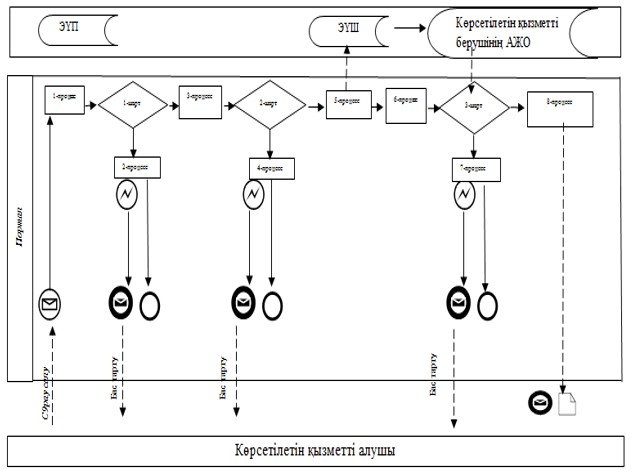 ЭҮП
ЭҮШ
Көрсетілетін қызметті
берушінің АЖО
1-процесс
1-шарт
3-процесс
2-шарт
5-процесс
6-процесс
3-шарт
8-процесс
2-процесс
4-процесс
7-процесс
Портал
Сұрау салу
Бас тарту
Бас тарту
Бас тарту
Көрсетілетін қызметті алушы